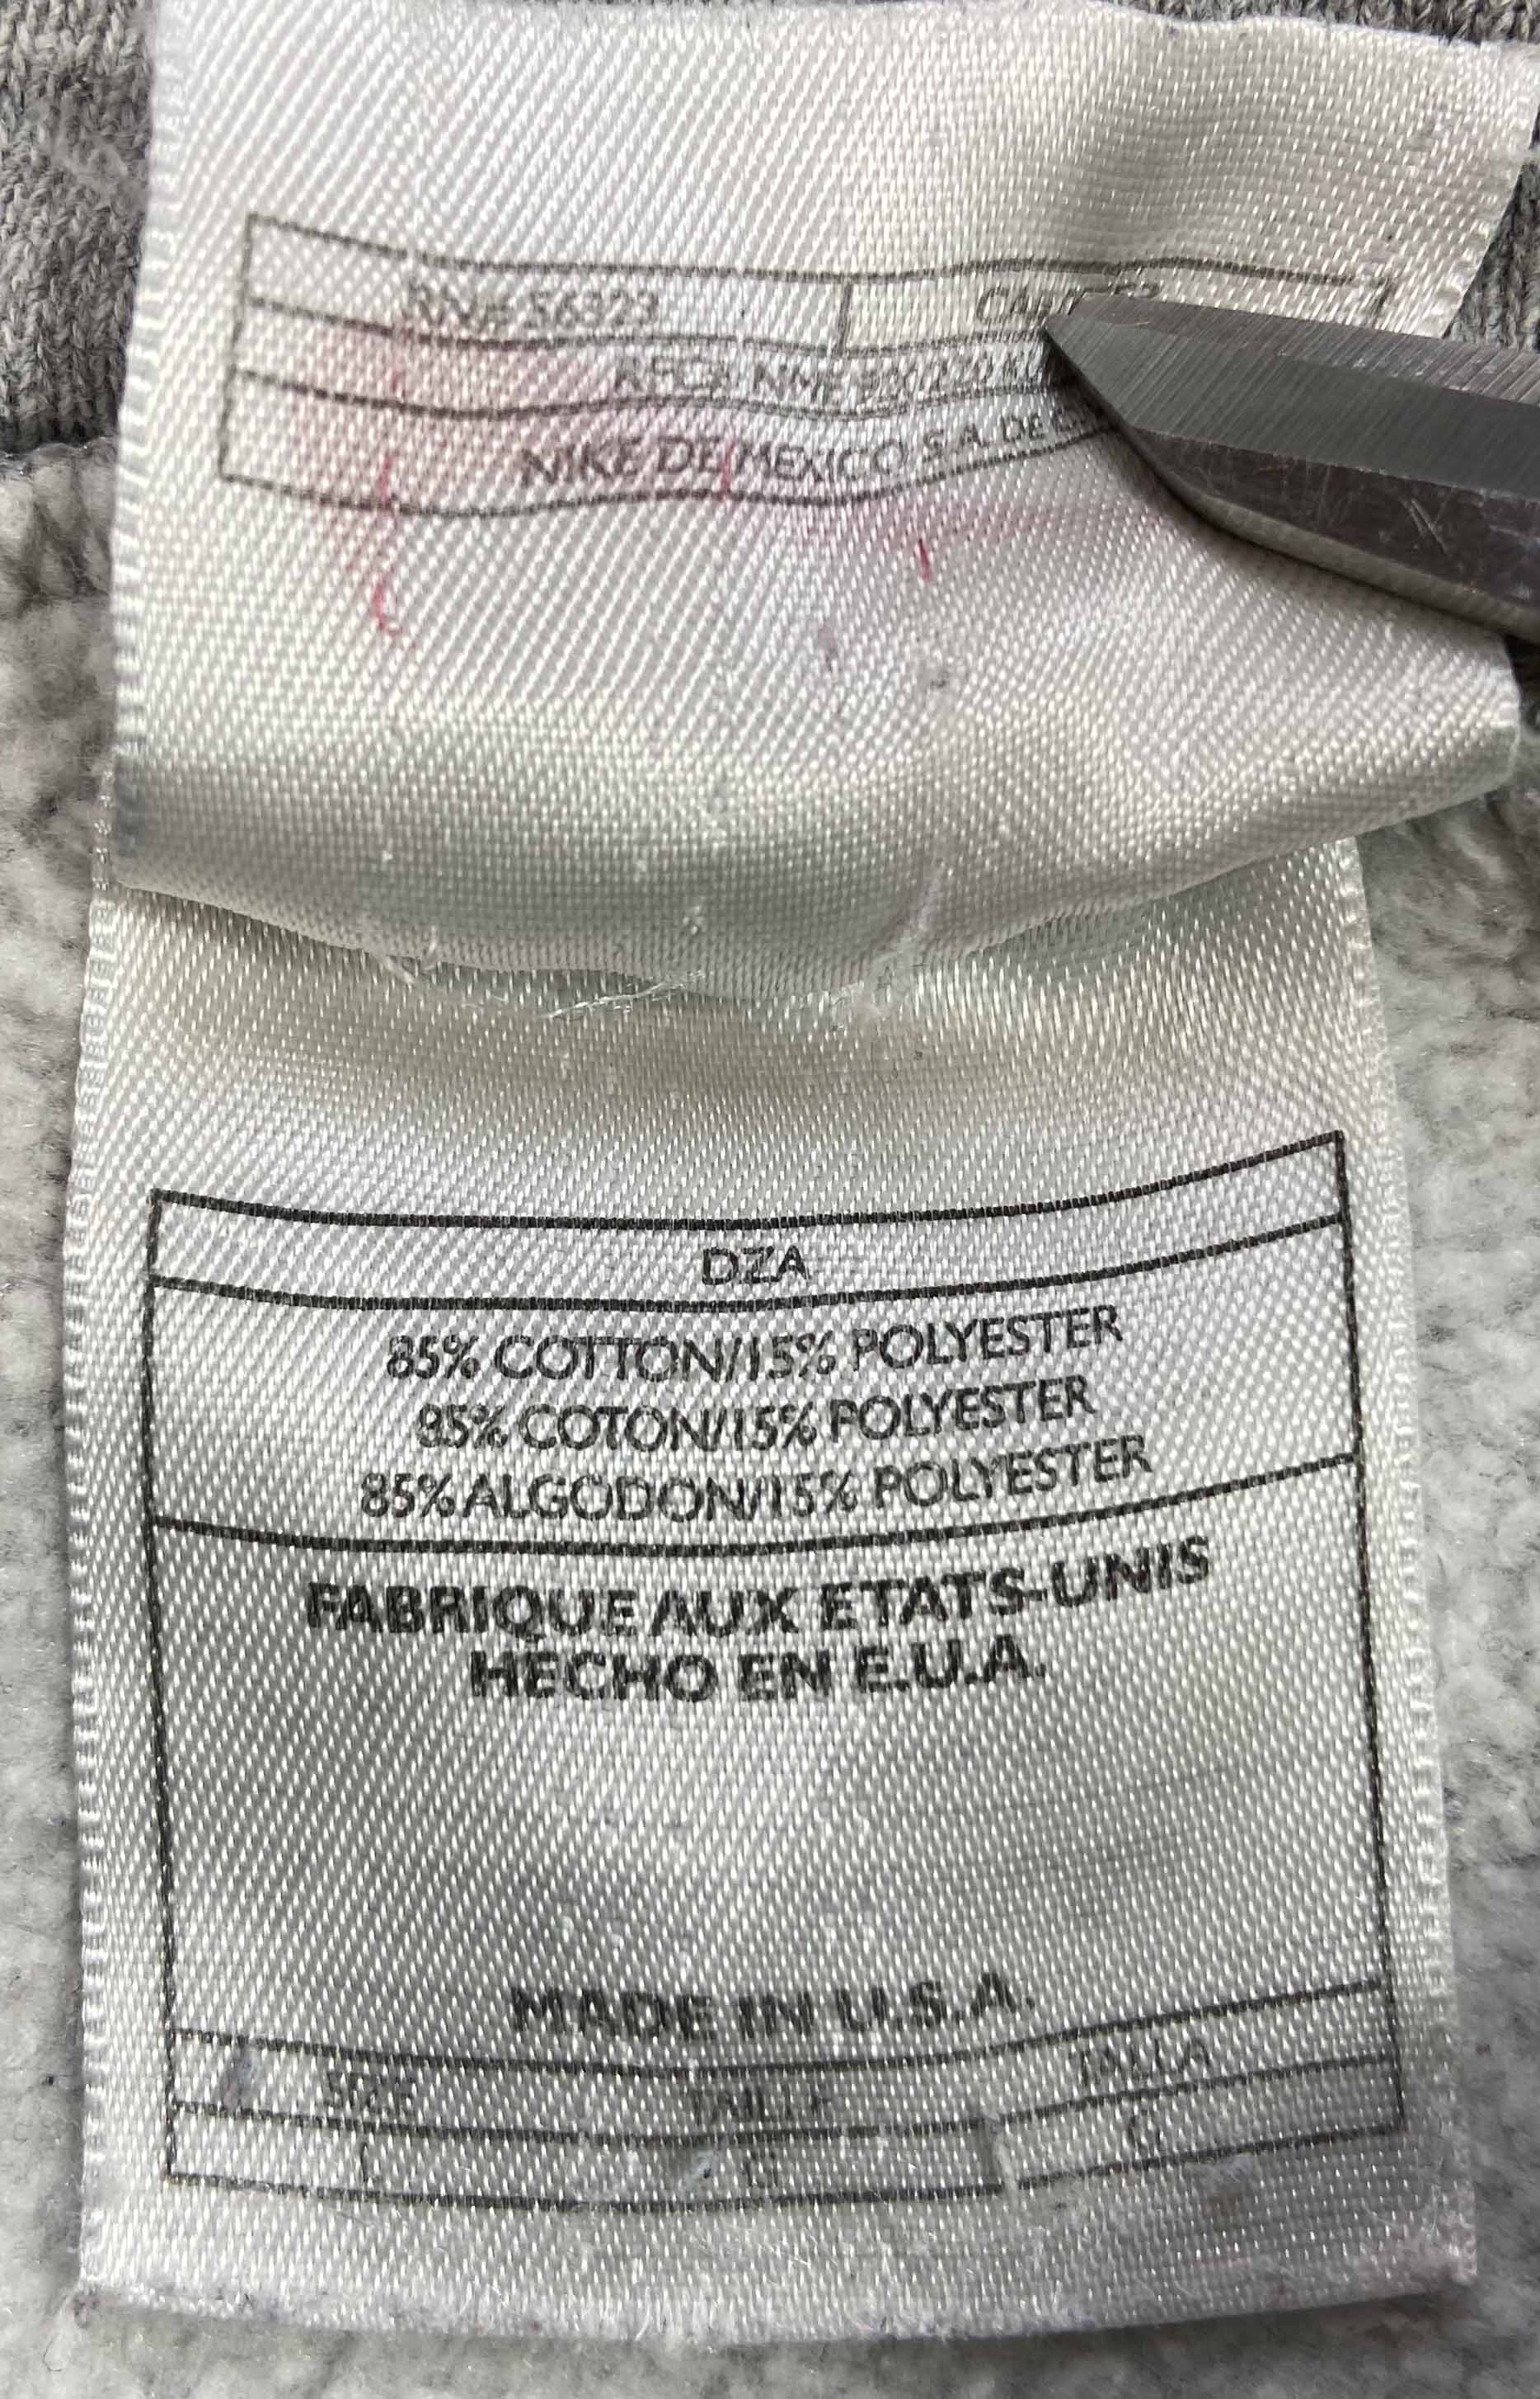 RN# 56323
NIKE DE MEXICO S.A. DE
DZA
85% COTTON/15% POLYESTER
85% COTON/15% POLYESTER
85% ALGODON/15% POLYESTER
FABRIQUE AUX ETATS-UNIS
HECHO EN E.U.A.
MADE IN U.S.A.
SIZE TAILLE TALLA
L G G